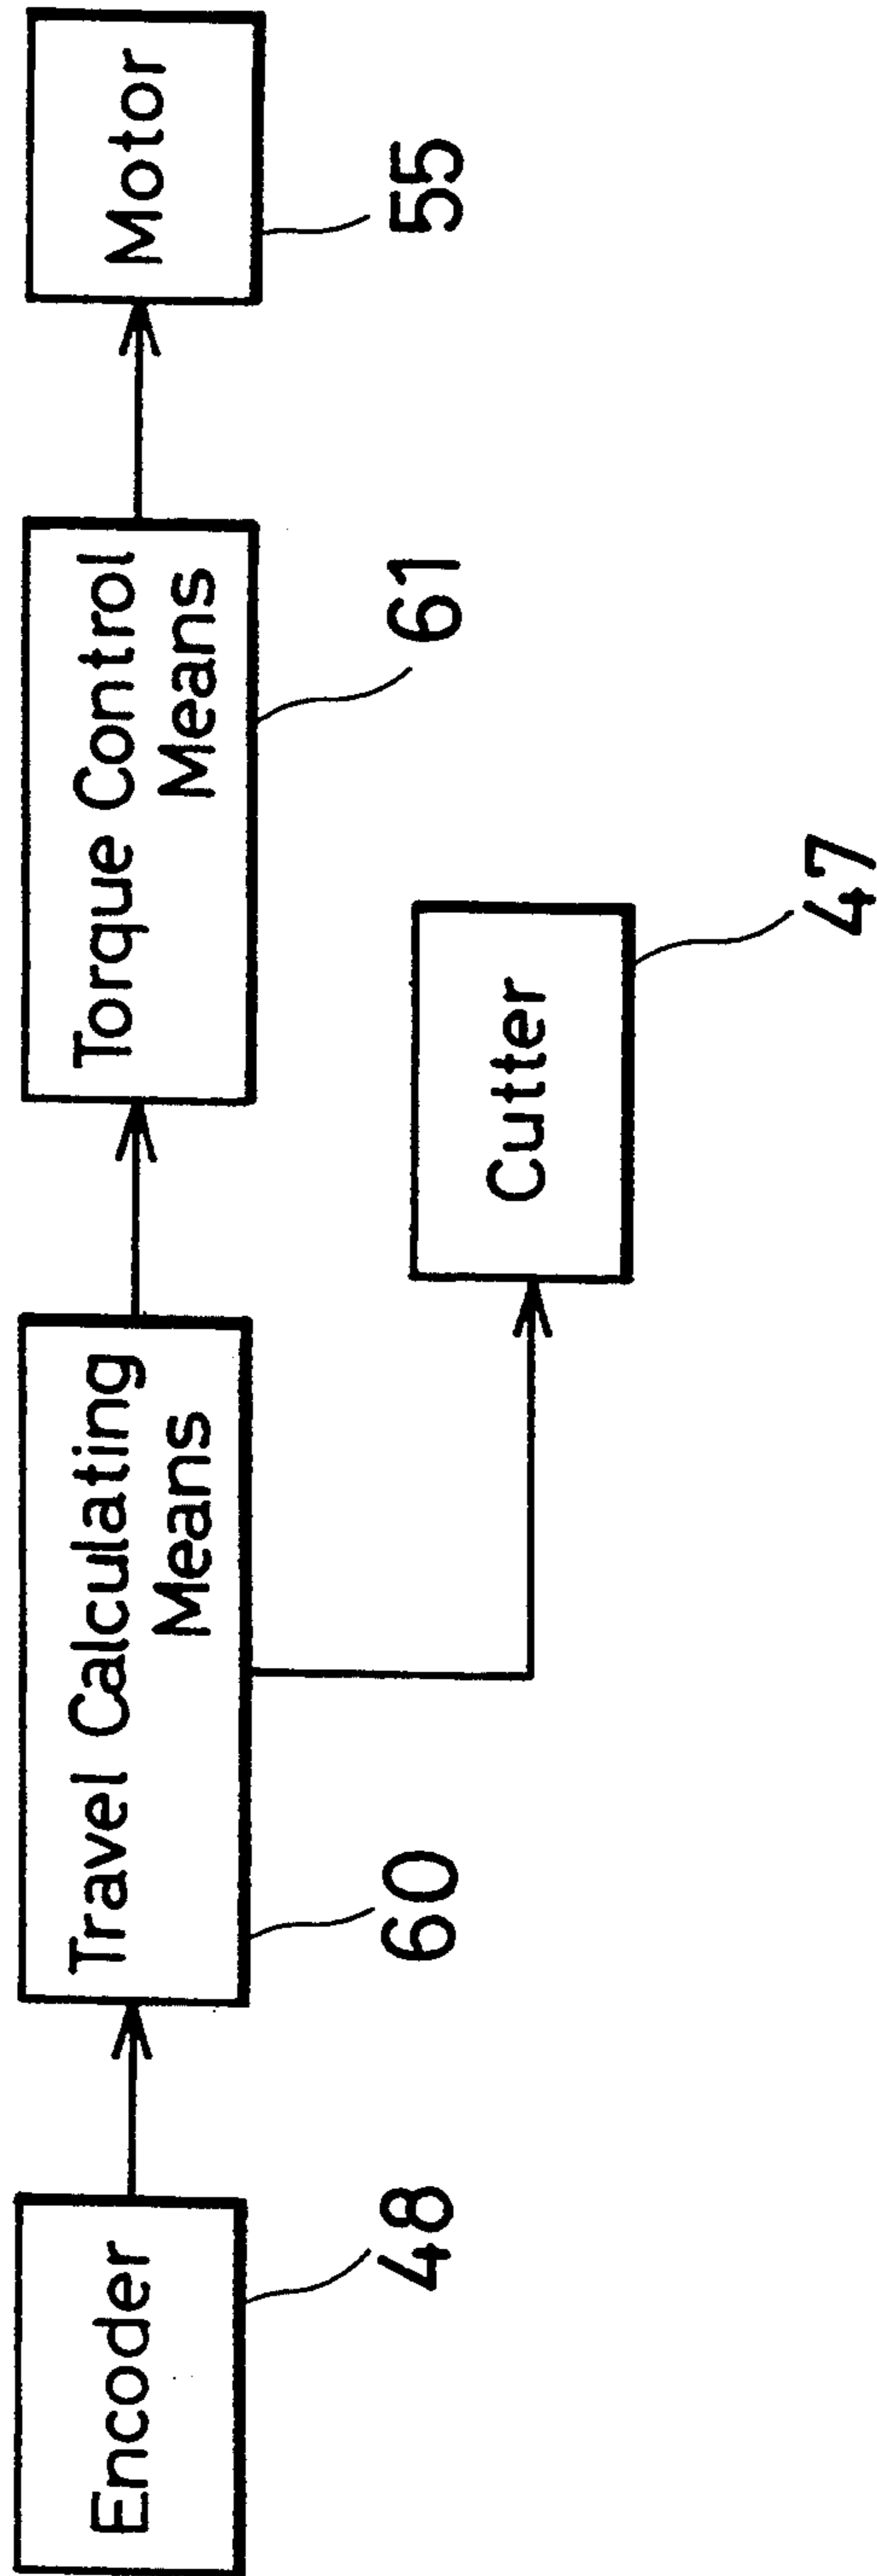 Encoder
48
Travel Calculating
Means
60
Torque Control
Means
61
Motor
55
Cutter
47